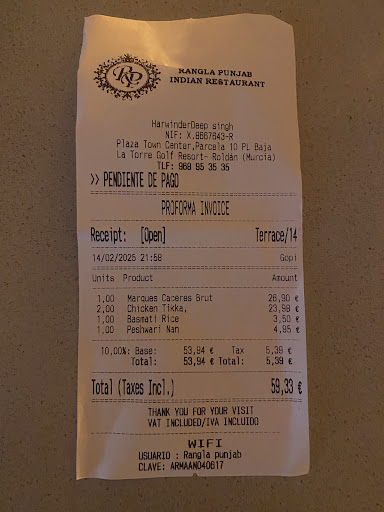 RP
RANGLA PUNJAB
INDIAN RESTAURANT
HarwinderDeep singh
NIF: X.8667643-R
Plaza Town Center,Parcela 10 PL Baja
La Torre Golf Resort- Roldán (Murcia)
TLF: 968 95 35 35
>> PENDIENTE DE PAGO
PROFORMA INVOICE
Receipt: [Open] Terrace/14
14/02/2025 21:58 Gopi
Units Product Amount
1,00 Marques Caceres Brut 26,90 €
2,00 Chicken Tikka, 23,98 €
1,00 Basmati Rice 3,50 €
1,00 Peshwari Nan 4,95 €
10,00%: Base: 53,94 € Tax 5,39 €
Total: 53,94 € Total: 5,39 €
Total (Taxes Incl.) 59,33 €
THANK YOU FOR YOUR VISIT
VAT INCLUDED/IVA INCLUIDO
WIFI
USUARIO : Rangla punjab
CLAVE: ARMAAN040617